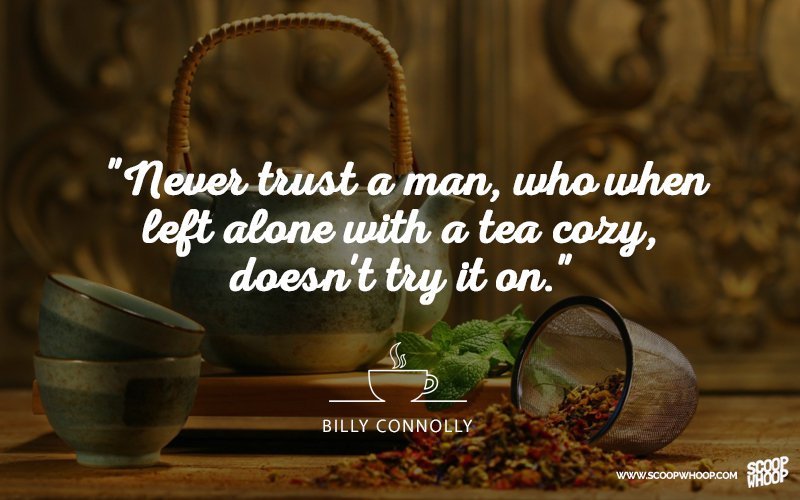 "Never trust a man, who when
left alone with a tea cozy,
doesn't try it on."
BILLY CONNOLLY
WWW.SCOOPWHOOP.COM
SCOOP
WHOOP